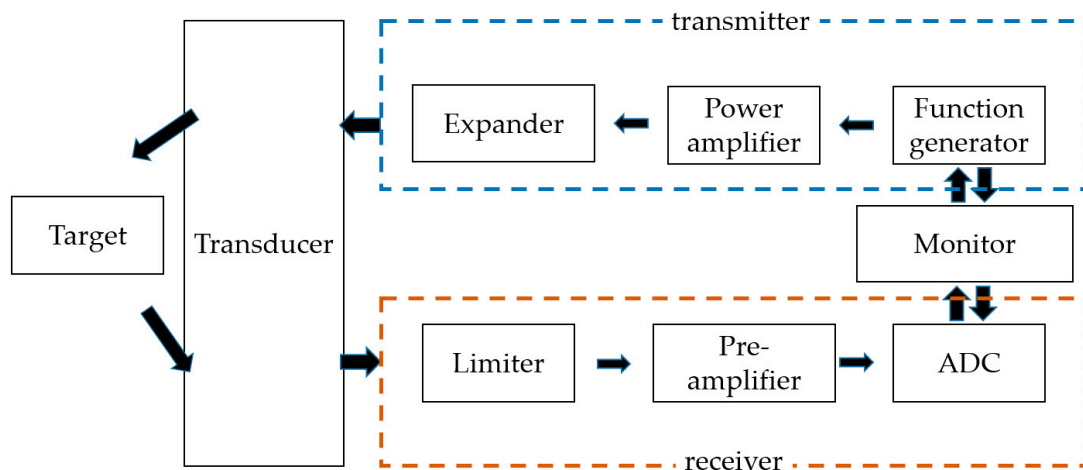 transmitter
Expander
Power
amplifier
Function
generator
Target
Transducer
Monitor
Limiter
Pre-
amplifier
ADC
receiver